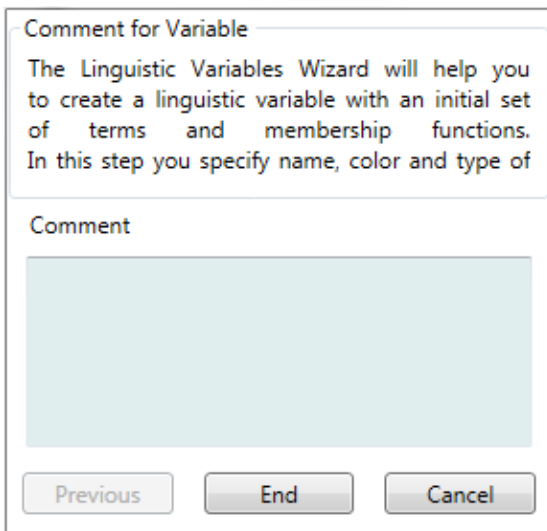 Comment for Variable
The Linguistic Variables Wizard will help you
to create a linguistic variable with an initial set
of terms and membership functions.
In this step you specify name, color and type of
Comment
Previous End Cancel